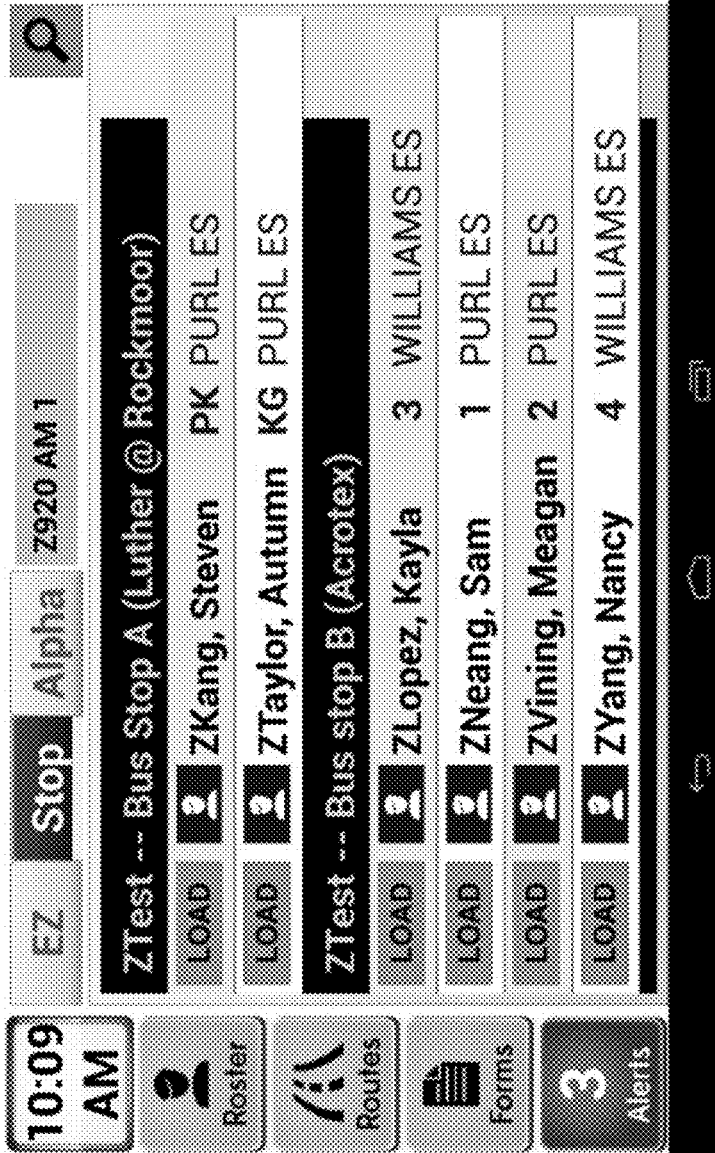 10:09
AM
EZ Stop Alpha Z920 AM 1
Roster
Routes
Forms
3
Alerts
ZTest -- Bus Stop A (Luther @ Rockmoor)
LOAD ZKang, Steven PK PURL ES
LOAD ZTaylor, Autumn KG PURL ES
ZTest -- Bus stop B (Acrotex)
LOAD ZLopez, Kayla 3 WILLIAMS ES
LOAD ZNeang, Sam 1 PURL ES
LOAD ZVining, Meagan 2 PURL ES
LOAD ZYang, Nancy 4 WILLIAMS ES